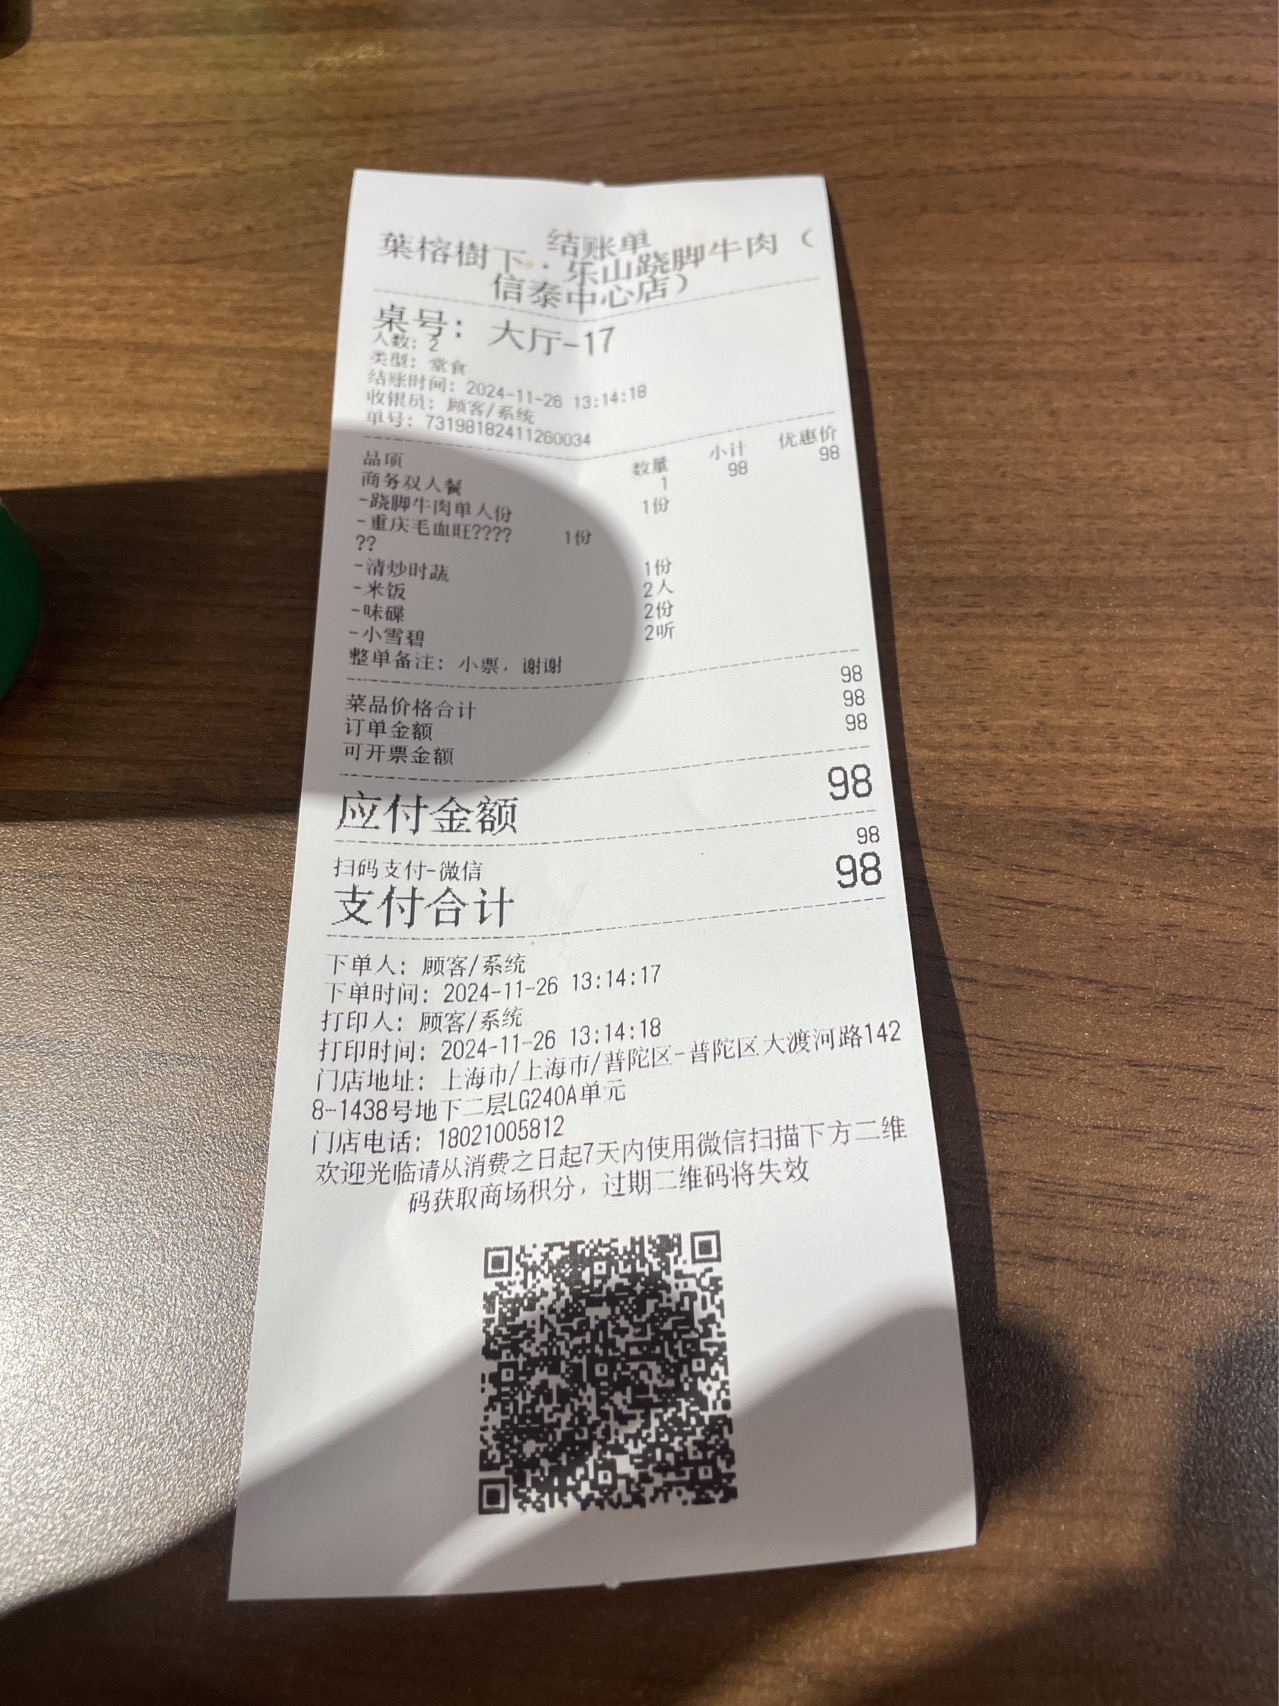 结账单
葉榕樹下·乐山跷脚牛肉（
信泰中心店）
桌号：大厅-17
人数：2
类型：堂食
结账时间：2024-11-26 13:14:18
收银员：顾客/系统
单号：73198182411260034
品项 数量 小计 优惠价
商务双人餐 1 98 98
-跷脚牛肉单人份 1份
-重庆毛血旺???? 1份
??
-清炒时蔬 1份
-米饭 2人
-味碟 2份
-小雪碧 2听
整单备注：小票，谢谢
菜品价格合计 98
订单金额 98
可开票金额 98
应付金额 98
扫码支付-微信 98
支付合计 98
下单人：顾客/系统
下单时间：2024-11-26 13:14:17
打印人：顾客/系统
打印时间：2024-11-26 13:14:18
门店地址：上海市/上海市/普陀区-普陀区大渡河路142
8-1438号地下二层LG240A单元
门店电话：18021005812
欢迎光临请从消费之日起7天内使用微信扫描下方二维
码获取商场积分，过期二维码将失效